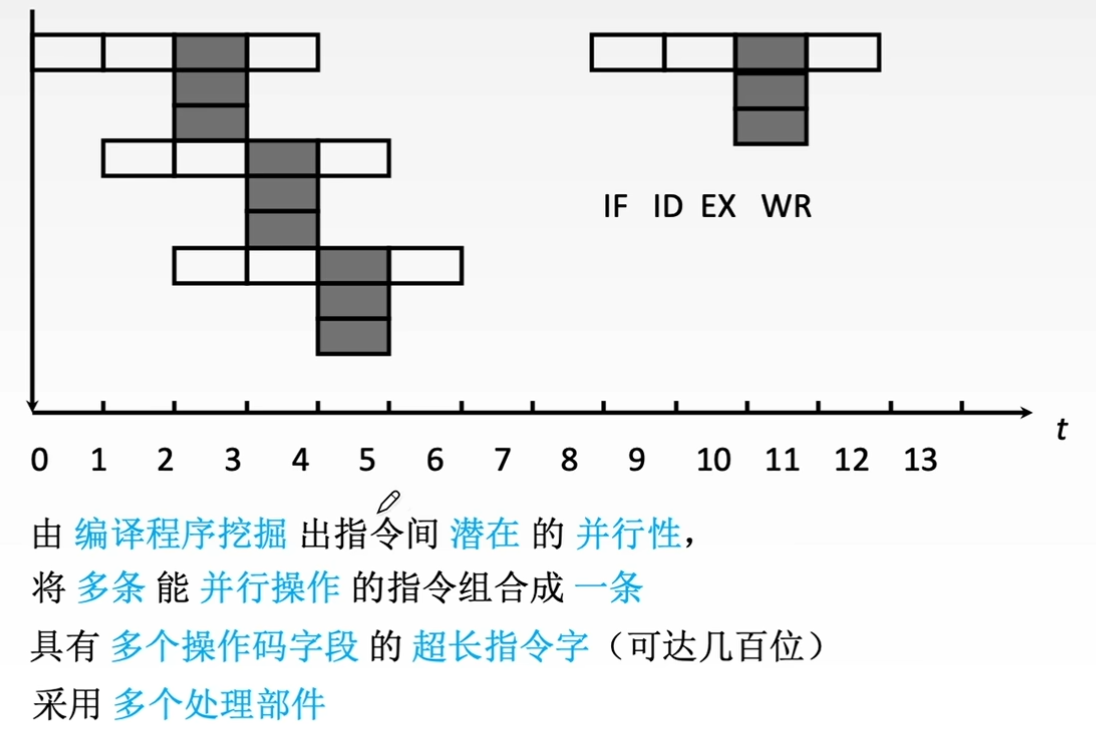 IF ID EX WR
t
0 1 2 3 4 5 6 7 8 9 10 11 12 13
由 编译程序挖掘 出指令间 潜在 的 并行性，
将 多条 能 并行操作 的指令组合成 一条
具有 多个操作码字段 的 超长指令字（可达几百位）
采用 多个处理部件